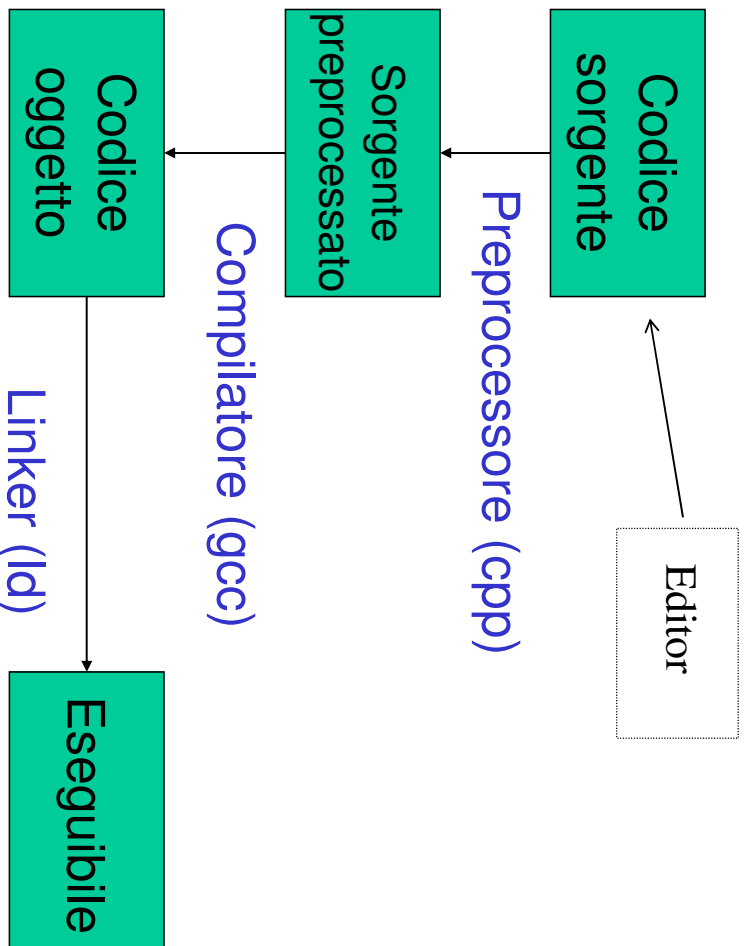 Editor
Codice
sorgente
Preprocessore (cpp)
Sorgente
preprocessato
Compilatore (gcc)
Codice
oggetto
Linker (ld)
Eseguibile